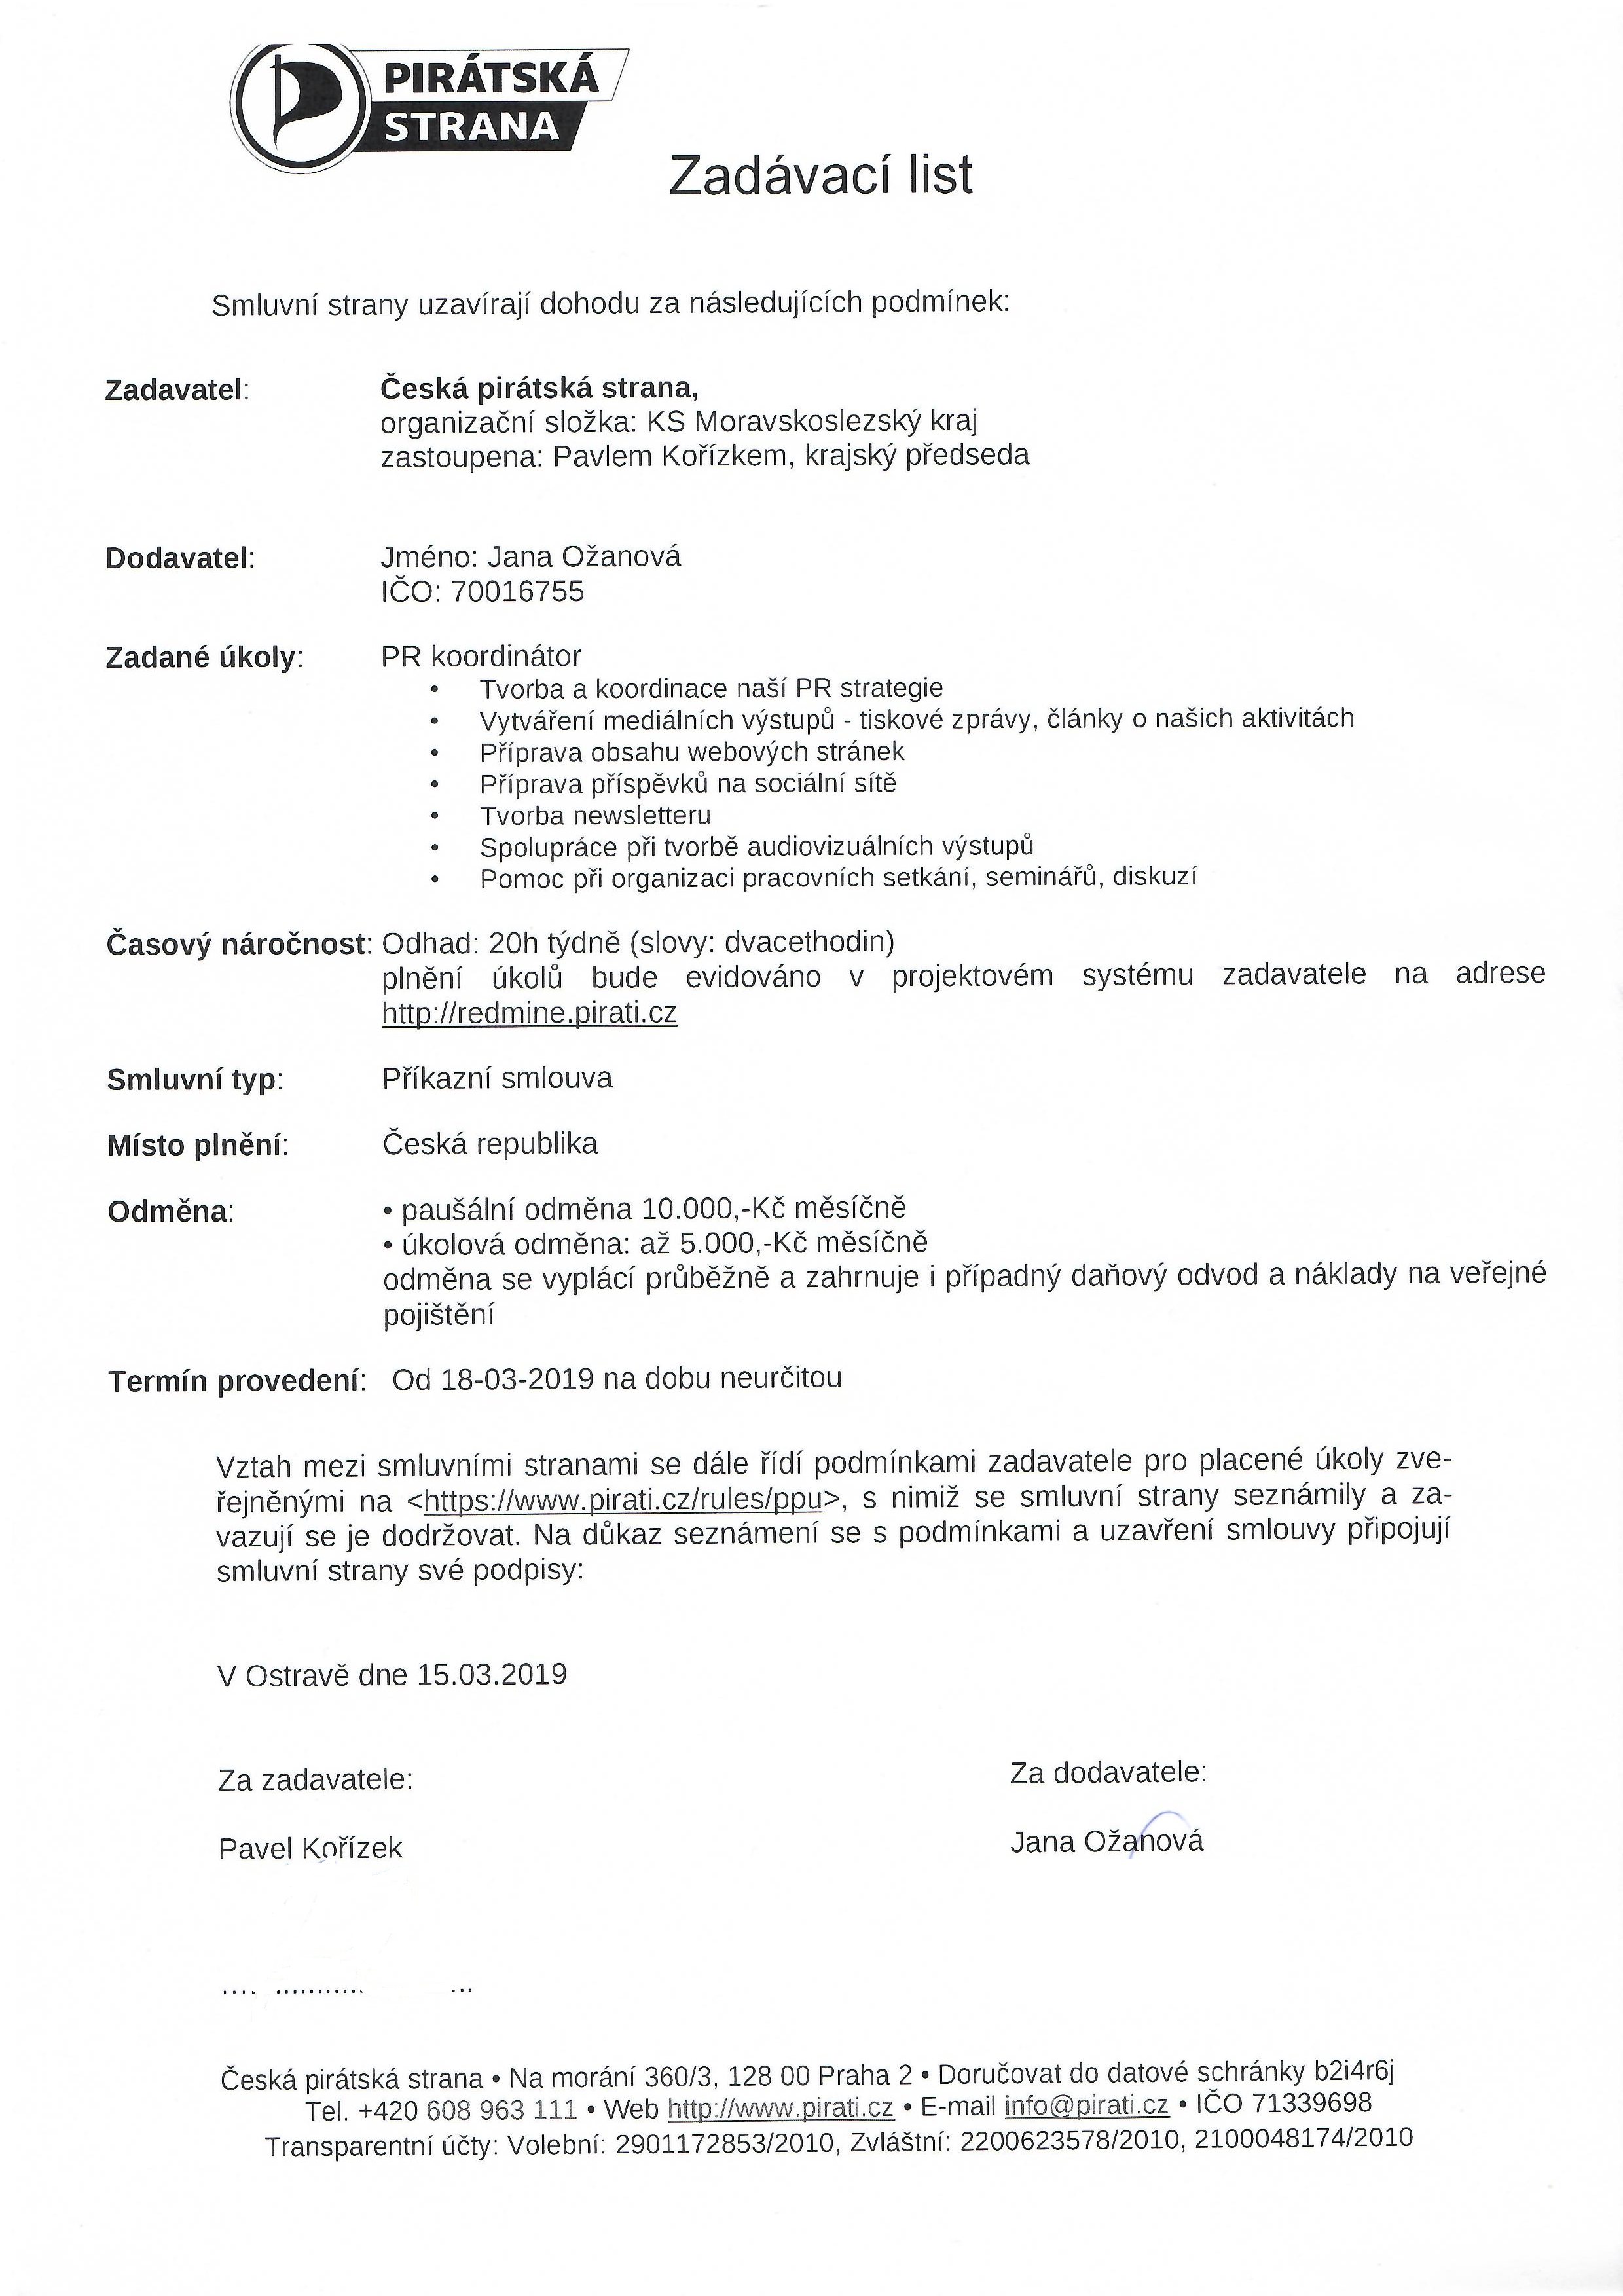 PIRÁTSKÁ
STRANA
Zadávací list
Smluvní strany uzavírají dohodu za následujících podmínek:
Zadavatel: Česká pirátská strana,
organizační složka: KS Moravskoslezský kraj
zastoupena: Pavlem Kořízkem, krajský předseda
Dodavatel: Jméno: Jana Ožanová
IČO: 70016755
Zadané úkoly: PR koordinátor
• Tvorba a koordinace naší PR strategie
• Vytváření mediálních výstupů - tiskové zprávy, články o našich aktivitách
• Příprava obsahu webových stránek
• Příprava příspěvků na sociální sítě
• Tvorba newsletteru
• Spolupráce při tvorbě audiovizuálních výstupů
• Pomoc při organizaci pracovních setkání, seminářů, diskuzí
Časový náročnost: Odhad: 20h týdně (slovy: dvacethodin)
plnění úkolů bude evidováno v projektovém systému zadavatele na adrese
http://redmine.pirati.cz
Smluvní typ: Příkazní smlouva
Místo plnění: Česká republika
Odměna: • paušální odměna 10.000,-Kč měsíčně
• úkolová odměna: až 5.000,-Kč měsíčně
odměna se vyplácí průběžně a zahrnuje i případný daňový odvod a náklady na veřejné
pojištění
Termín provedení: Od 18-03-2019 na dobu neurčitou
Vztah mezi smluvními stranami se dále řídí podmínkami zadavatele pro placené úkoly zve-
řejněnými na <https://www.pirati.cz/rules/ppu>, s nimiž se smluvní strany seznámily a za-
vazují se je dodržovat. Na důkaz seznámení se s podmínkami a uzavření smlouvy připojují
smluvní strany své podpisy:
V Ostravě dne 15.03.2019
Za zadavatele: Za dodavatele:
Pavel Kořízek Jana Ožanová
.... ........... ...
Česká pirátská strana • Na morání 360/3, 128 00 Praha 2 • Doručovat do datové schránky b2i4r6j
Tel. +420 608 963 111 • Web http://www.pirati.cz • E-mail info@pirati.cz • IČO 71339698
Transparentní účty: Volební: 2901172853/2010, Zvláštní: 2200623578/2010, 2100048174/2010